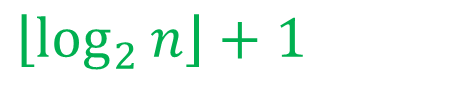 ⌊log₂ n⌋ + 1